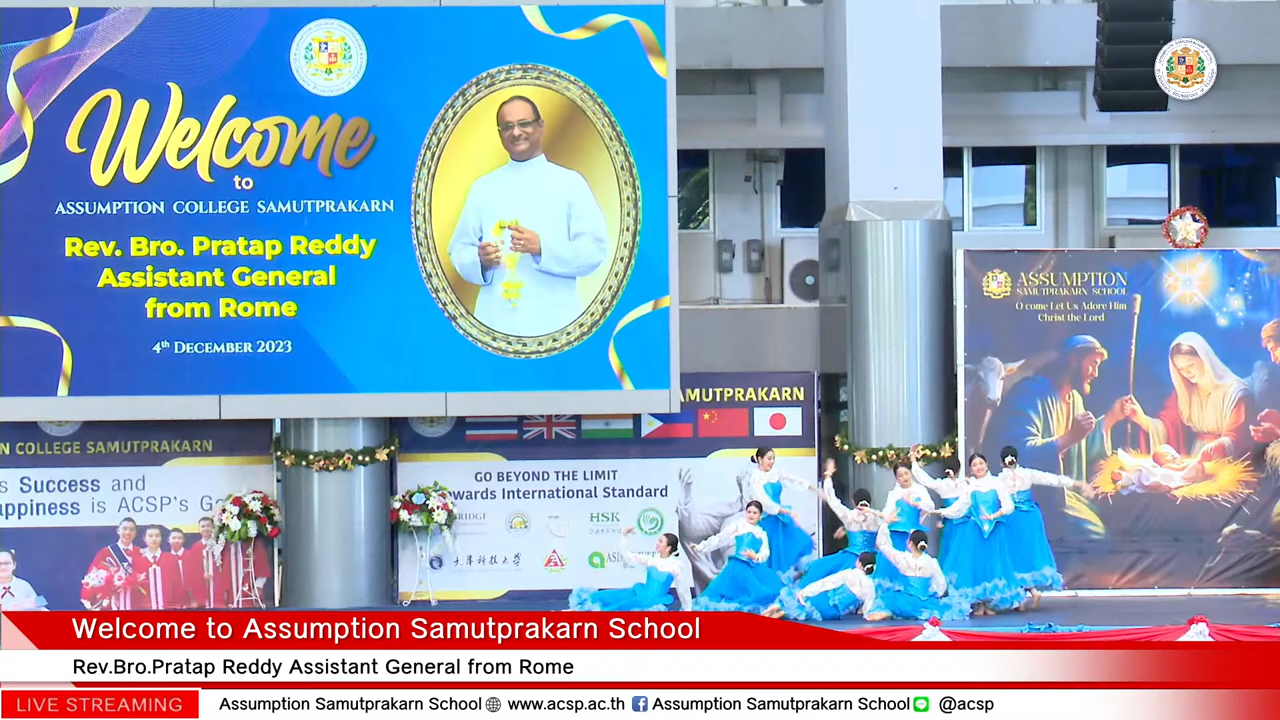 Welcome
to
ASSUMPTION COLLEGE SAMUTPRAKARN
Rev. Bro. Pratap Reddy
Assistant General
from Rome
4th DECEMBER 2023
ASSUMPTION
SAMUTPRAKARN SCHOOL
O come Let Us Adore Him
Christ the Lord
COLLEGE SAMUTPRAKARN
Success and
is ACSP's
SAMUTPRAKARN
GO BEYOND THE LIMIT
International Standard
HSK
Welcome to Assumption Samutprakarn School
Rev.Bro.Pratap Reddy Assistant General from Rome
LIVE STREAMING
Assumption Samutprakarn School www.acsp.ac.th Assumption Samutprakarn School @acsp